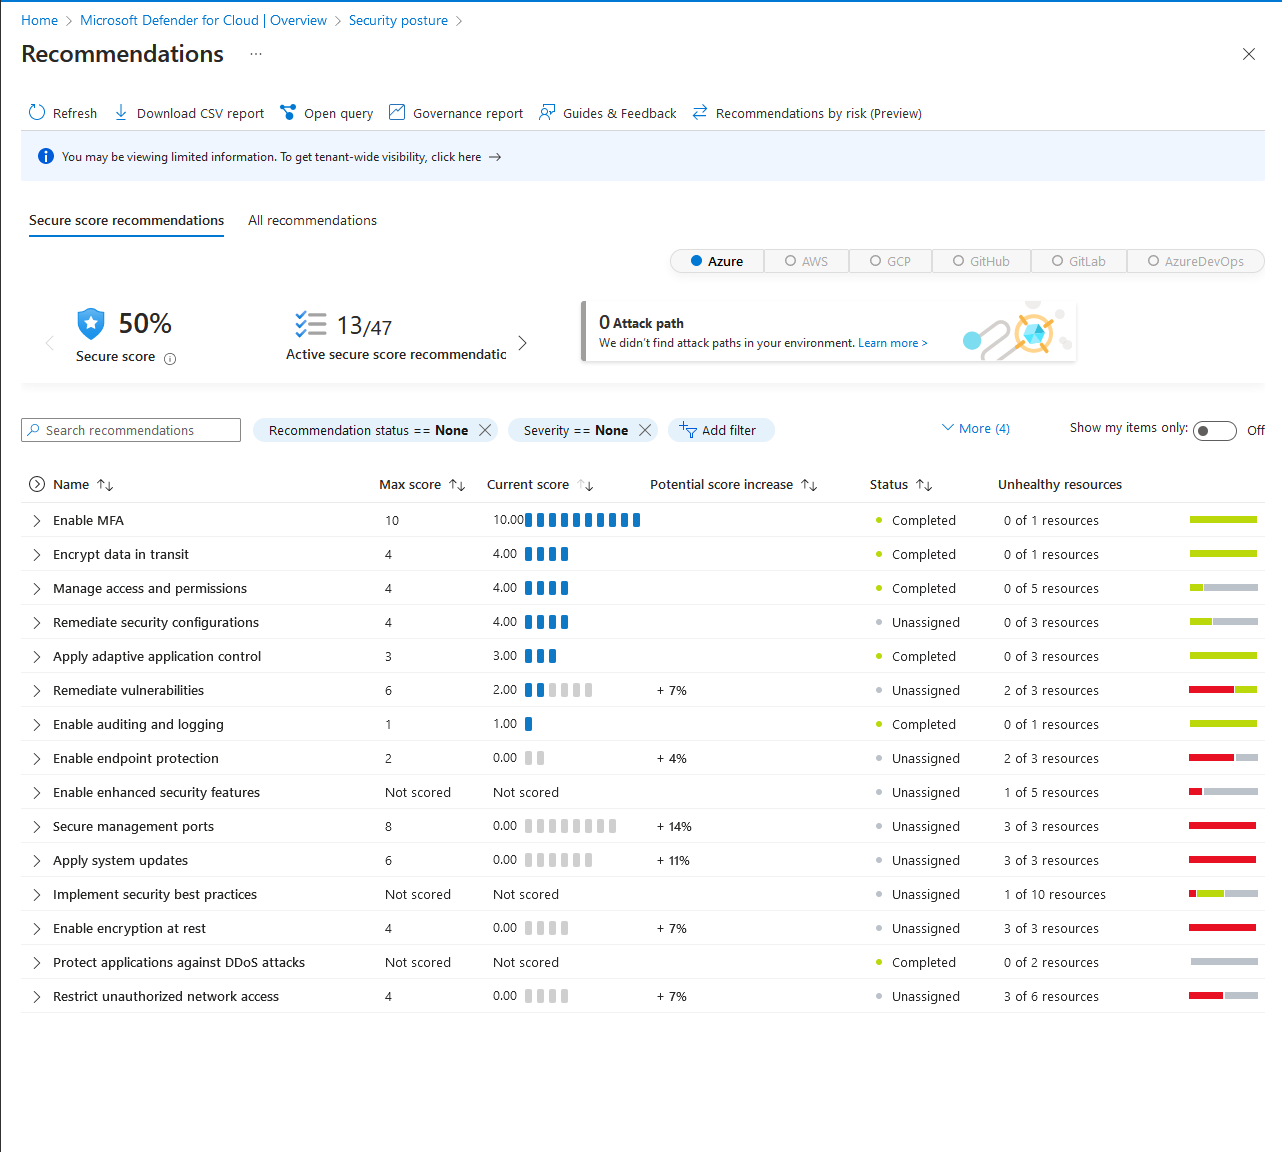 Home > Microsoft Defender for Cloud | Overview > Security posture >
Recommendations ...
Refresh Download CSV report Open query Governance report Guides & Feedback Recommendations by risk (Preview)
You may be viewing limited information. To get tenant-wide visibility, click here →
Secure score recommendations All recommendations
Azure AWS GCP GitHub GitLab AzureDevOps
50%
Secure score
13/47
Active secure score recommendatic
0 Attack path
We didn't find attack paths in your environment. Learn more >
Search recommendations Recommendation status == None Severity == None Add filter More (4) Show my items only: Off
Name ↑↓ Max score ↑↓ Current score ↑↓ Potential score increase ↑↓ Status ↑↓ Unhealthy resources
Enable MFA 10 10.00 Completed 0 of 1 resources
Encrypt data in transit 4 4.00 Completed 0 of 1 resources
Manage access and permissions 4 4.00 Completed 0 of 5 resources
Remediate security configurations 4 4.00 Unassigned 0 of 3 resources
Apply adaptive application control 3 3.00 Completed 0 of 3 resources
Remediate vulnerabilities 6 2.00 + 7% Unassigned 2 of 3 resources
Enable auditing and logging 1 1.00 Completed 0 of 1 resources
Enable endpoint protection 2 0.00 + 4% Unassigned 2 of 3 resources
Enable enhanced security features Not scored Not scored Unassigned 1 of 5 resources
Secure management ports 8 0.00 + 14% Unassigned 3 of 3 resources
Apply system updates 6 0.00 + 11% Unassigned 3 of 3 resources
Implement security best practices Not scored Not scored Unassigned 1 of 10 resources
Enable encryption at rest 4 0.00 + 7% Unassigned 3 of 3 resources
Protect applications against DDoS attacks Not scored Not scored Completed 0 of 2 resources
Restrict unauthorized network access 4 0.00 + 7% Unassigned 3 of 6 resources